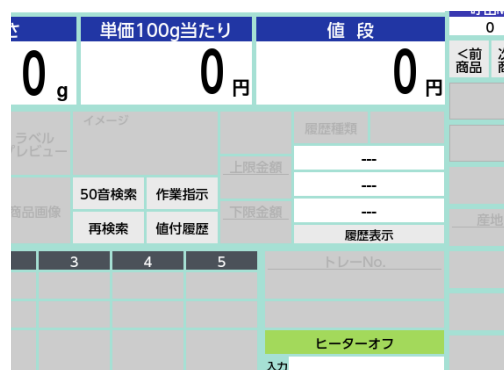 さ 単価100g当たり 値段
0 g 0 円 0 円
0
<前
商品
イメージ
ラベル
プレビュー
履歴種類
上限金額
---
50音検索 作業指示
---
商品画像
下限金額
---
再検索 値付履歴
履歴表示
産地
3 4 5
トレーNo.
ヒーターオフ
入力